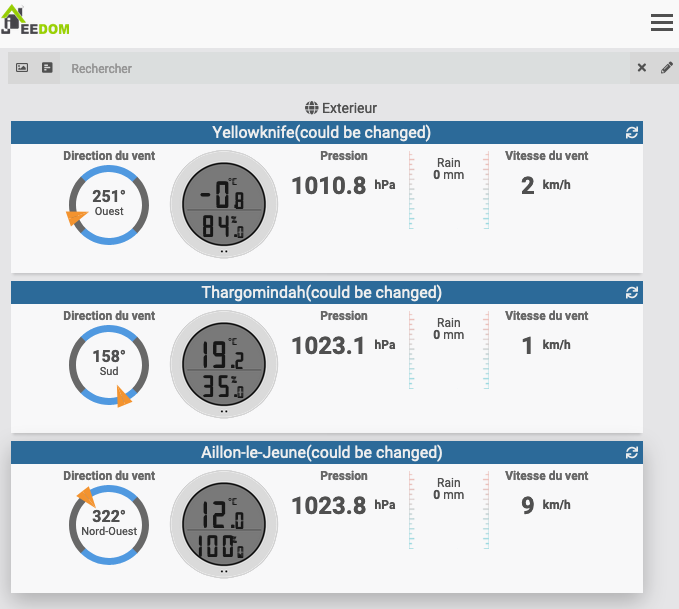 JEEDOM
Rechercher
Exterieur
Yellowknife(could be changed)
Direction du vent
251°
Ouest
°C
-0.8
84%.0
Pression
1010.8 hPa
Rain
0 mm
Vitesse du vent
2 km/h
Thargomindah(could be changed)
Direction du vent
158°
Sud
°C
19.2
35%.0
Pression
1023.1 hPa
Rain
0 mm
Vitesse du vent
1 km/h
Aillon-le-Jeune(could be changed)
Direction du vent
322°
Nord-Ouest
°C
12.0
100%.0
Pression
1023.8 hPa
Rain
0 mm
Vitesse du vent
9 km/h